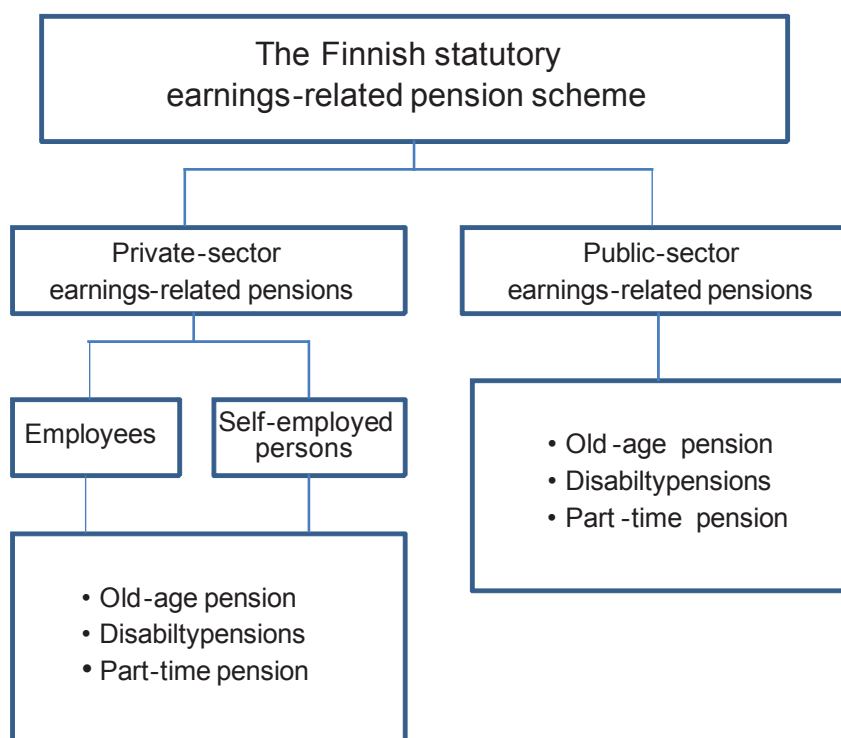 The Finnish statutory
earnings-related pension scheme
Private-sector
earnings-related pensions
Public-sector
earnings-related pensions
Employees
Self-employed
persons
• Old-age pension
• Disabiltypensions
• Part-time pension
• Old-age pension
• Disabiltypensions
• Part-time pension